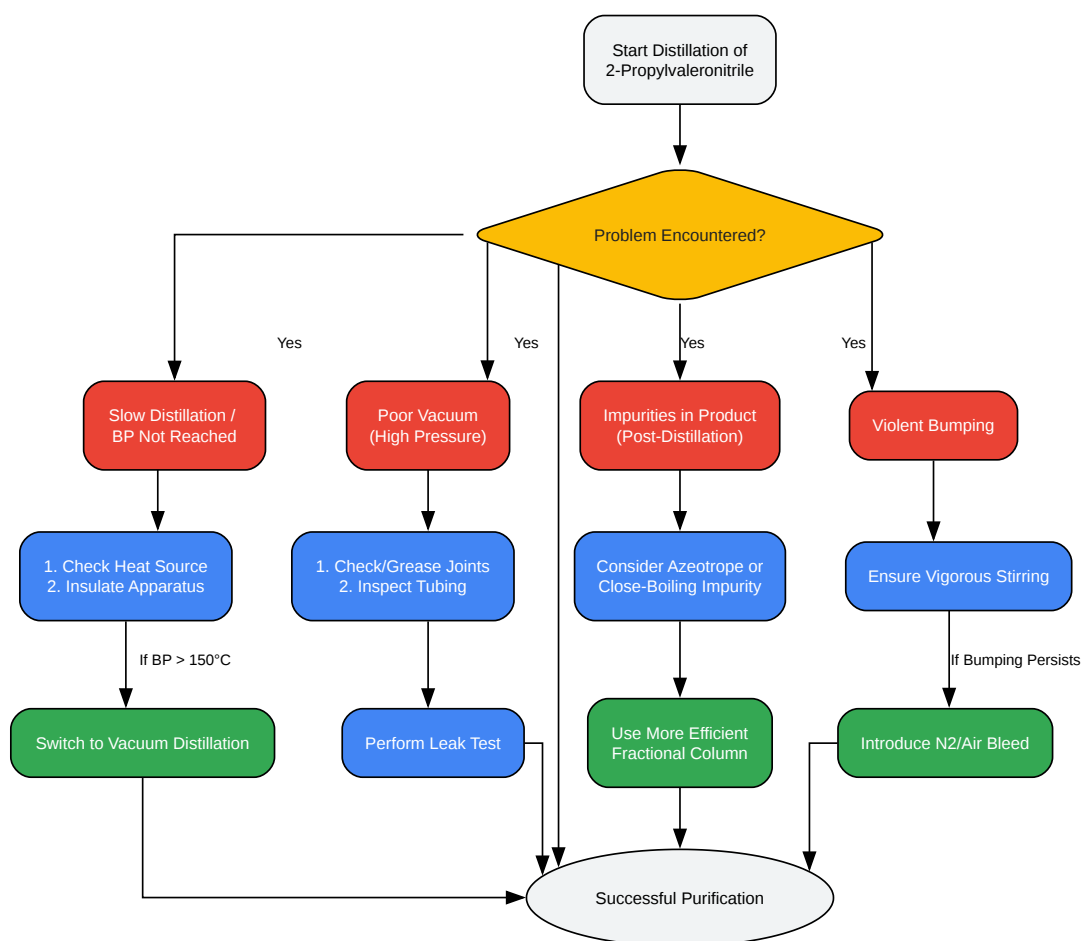 Start Distillation of
2-Propylvaleronitrile
Problem Encountered?
Yes
Yes
Yes
Yes
Slow Distillation /
BP Not Reached
Poor Vacuum
(High Pressure)
Impurities in Product
(Post-Distillation)
Violent Bumping
1. Check Heat Source
2. Insulate Apparatus
1. Check/Grease Joints
2. Inspect Tubing
Consider Azeotrope or
Close-Boiling Impurity
Ensure Vigorous Stirring
If BP > 150°C
If Bumping Persists
Switch to Vacuum Distillation
Perform Leak Test
Use More Efficient
Fractional Column
Introduce N2/Air Bleed
Successful Purification